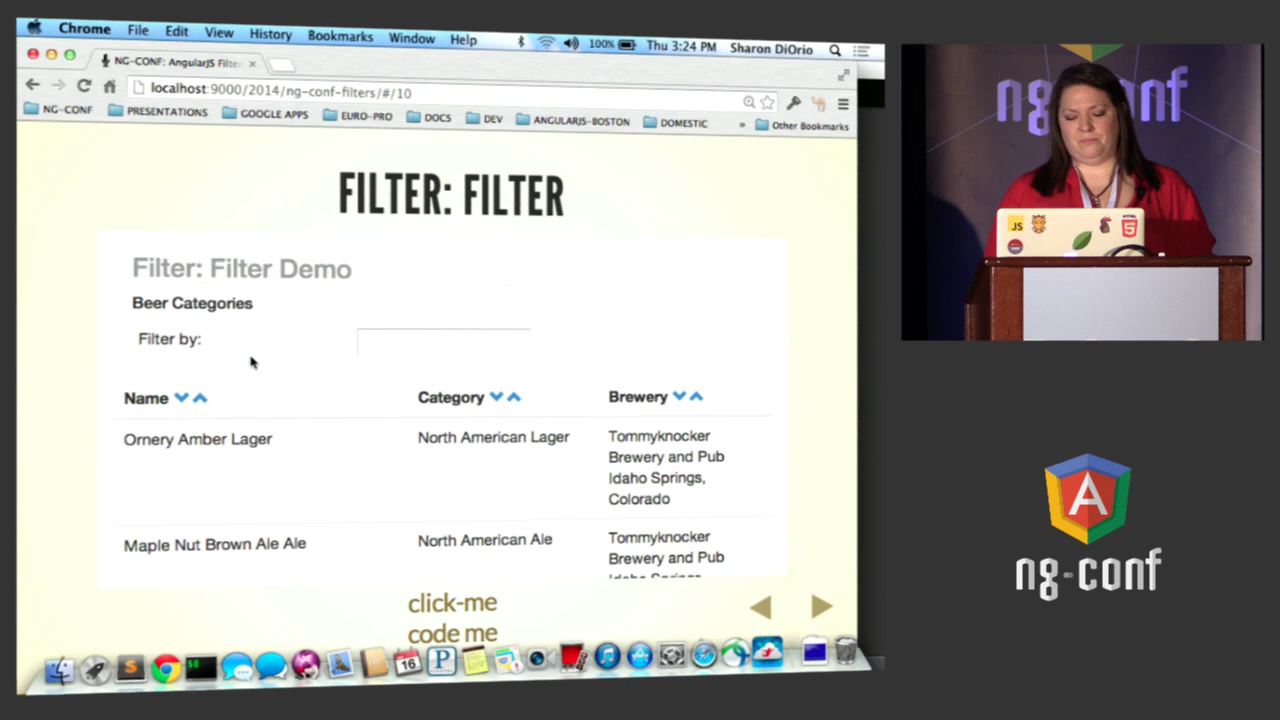 Chrome File Edit View History Bookmarks Window Help 100% Thu 3:24 PM Sharon DiOrio
NG-CONF: AngularJS Filte
localhost:9000/2014/ng-conf-filters/#/10
NG-CONF PRESENTATIONS GOOGLE APPS EURO-PRO DOCS DEV ANGULARJS-BOSTON DOMESTIC » Other Bookmarks
FILTER: FILTER
Filter: Filter Demo
Beer Categories
Filter by:
Name Category Brewery
Ornery Amber Lager North American Lager Tommyknocker
Brewery and Pub
Idaho Springs,
Colorado
Maple Nut Brown Ale Ale North American Ale Tommyknocker
Brewery and Pub
Idaho Springs
click-me
code me
16
P
$
S
ng-conf
JS
HTML
5
A
ng-conf